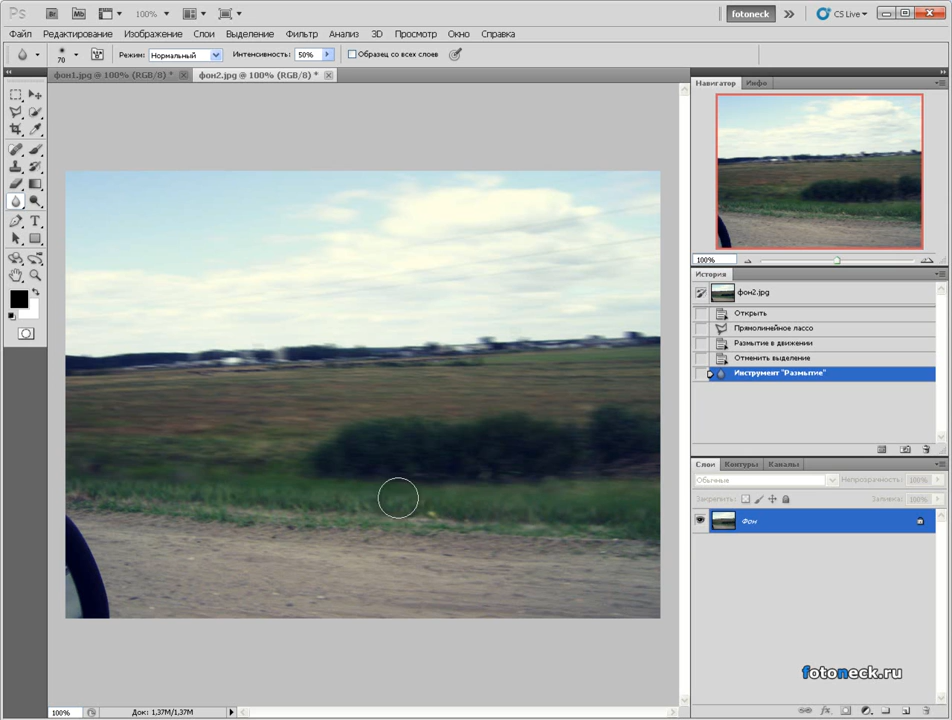 Ps Br Mb 100% fotoneck CS Live
Файл Редактирование Изображение Слои Выделение Фильтр Анализ 3D Просмотр Окно Справка
70 Режим: Нормальный Интенсивность: 50% Образец со всех слоев
фон1.jpg @ 100% (RGB/8) * фон2.jpg @ 100% (RGB/8) *
Навигатор Инфо
100%
История
фон2.jpg
Открыть
Прямолинейное лассо
Размытие в движении
Отменить выделение
Инструмент "Размытие"
Слои Контуры Каналы
Обычные Непрозрачность: 100%
Закрепить: Заливка: 100%
Фон
fotoneck.ru
100% Док: 1,37M/1,37M